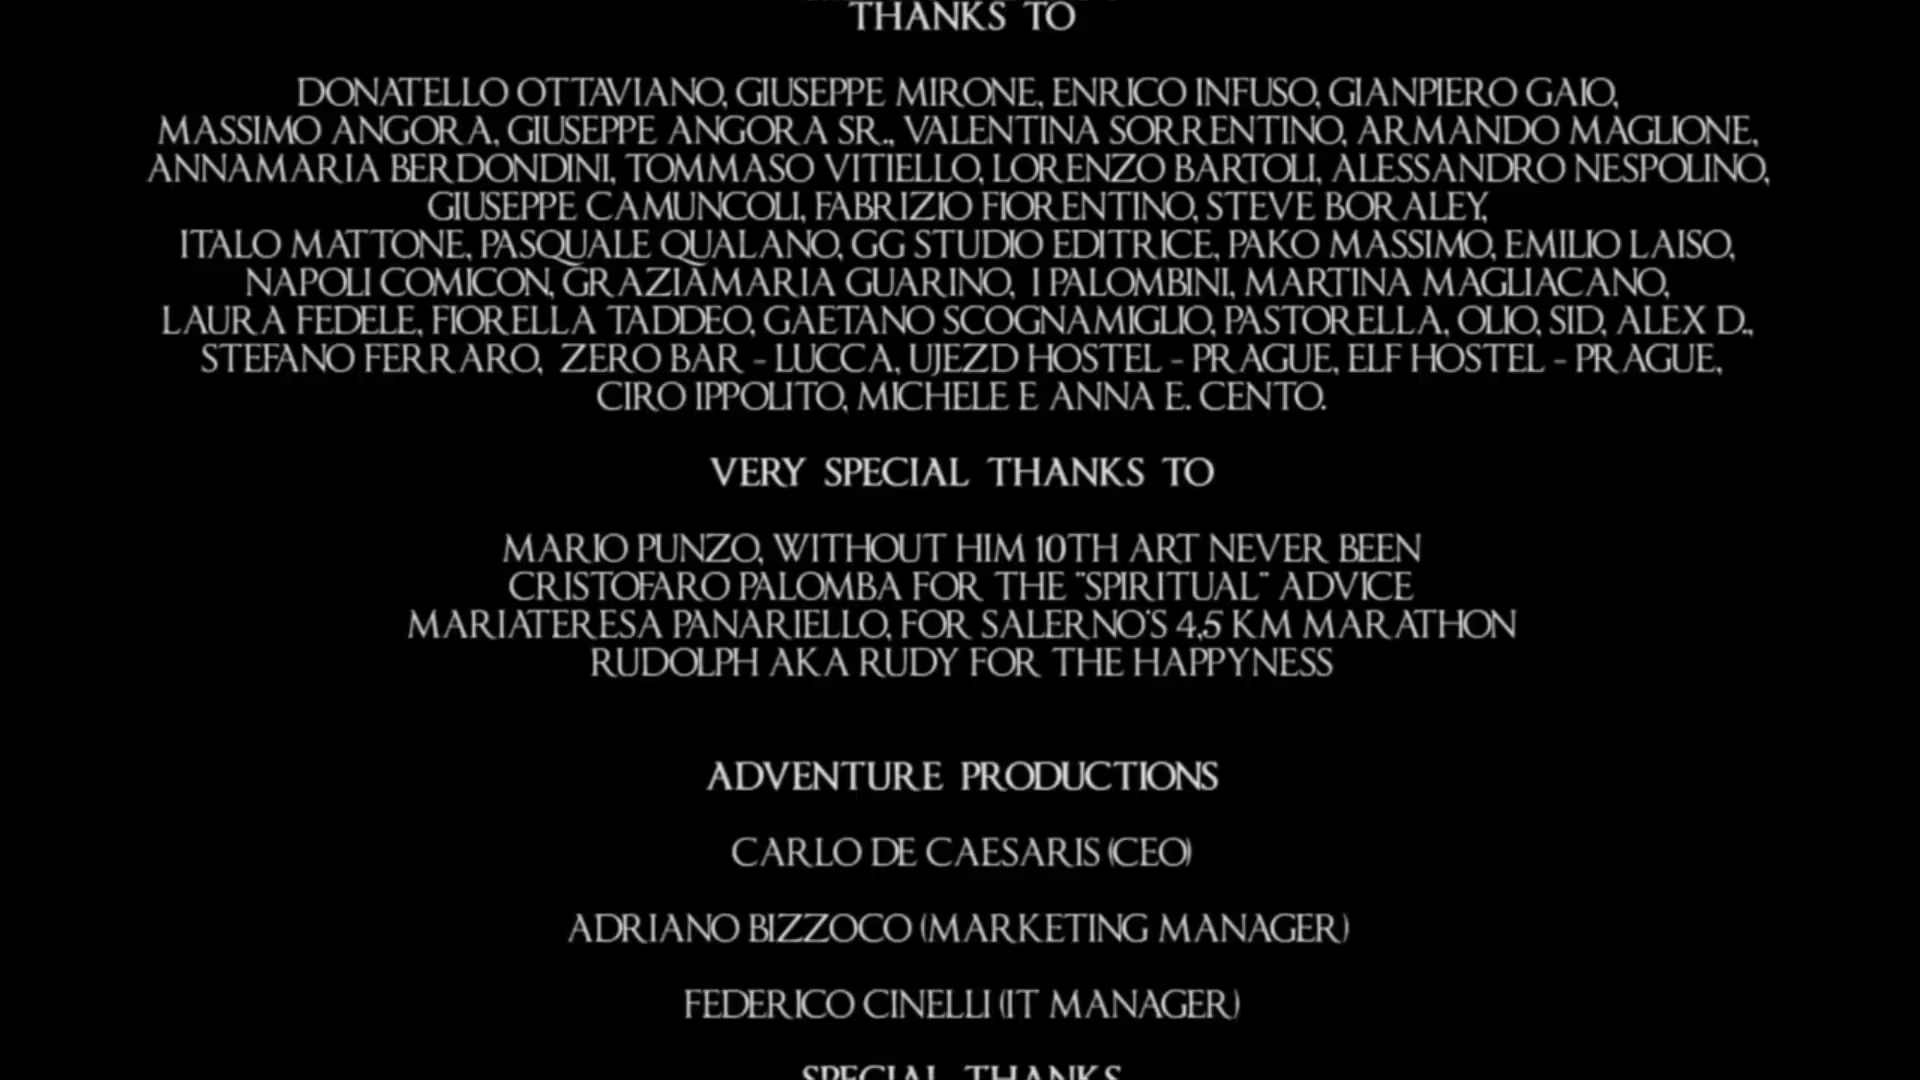 THANKS TO
DONATELLO OTTAVIANO, GIUSEPPE MIRONE, ENRICO INFUSO, GIANPIERO GAIO,
MASSIMO ANGORA, GIUSEPPE ANGORA SR., VALENTINA SORRENTINO, ARMANDO MAGLIONE,
ANNAMARIA BERDONDINI, TOMMASO VITIELLO, LORENZO BARTOLI, ALESSANDRO NESPOLINO,
GIUSEPPE CAMUNCOLI, FABRIZIO FIORENTINO, STEVE BORALEY,
ITALO MATTONE, PASQUALE QUALANO, GG STUDIO EDITRICE, PAKO MASSIMO, EMILIO LAISO,
NAPOLI COMICON, GRAZIAMARIA GUARINO, I PALOMBINI, MARTINA MAGLIACANO,
LAURA FEDELE, FIORELLA TADDEO, GAETANO SCOGNAMIGLIO, PASTORELLA, OLIO, SID, ALEX D.,
STEFANO FERRARO, ZERO BAR - LUCCA, UJEZD HOSTEL - PRAGUE, ELF HOSTEL - PRAGUE,
CIRO IPPOLITO, MICHELE E ANNA E. CENTO.
VERY SPECIAL THANKS TO
MARIO PUNZO, WITHOUT HIM 10TH ART NEVER BEEN
CRISTOFARO PALOMBA FOR THE "SPIRITUAL" ADVICE
MARIATERESA PANARIELLO, FOR SALERNO'S 4,5 KM MARATHON
RUDOLPH AKA RUDY FOR THE HAPPYNESS
ADVENTURE PRODUCTIONS
CARLO DE CAESARIS (CEO)
ADRIANO BIZZOCO (MARKETING MANAGER)
FEDERICO CINELLI (IT MANAGER)
SPECIAL THANKS